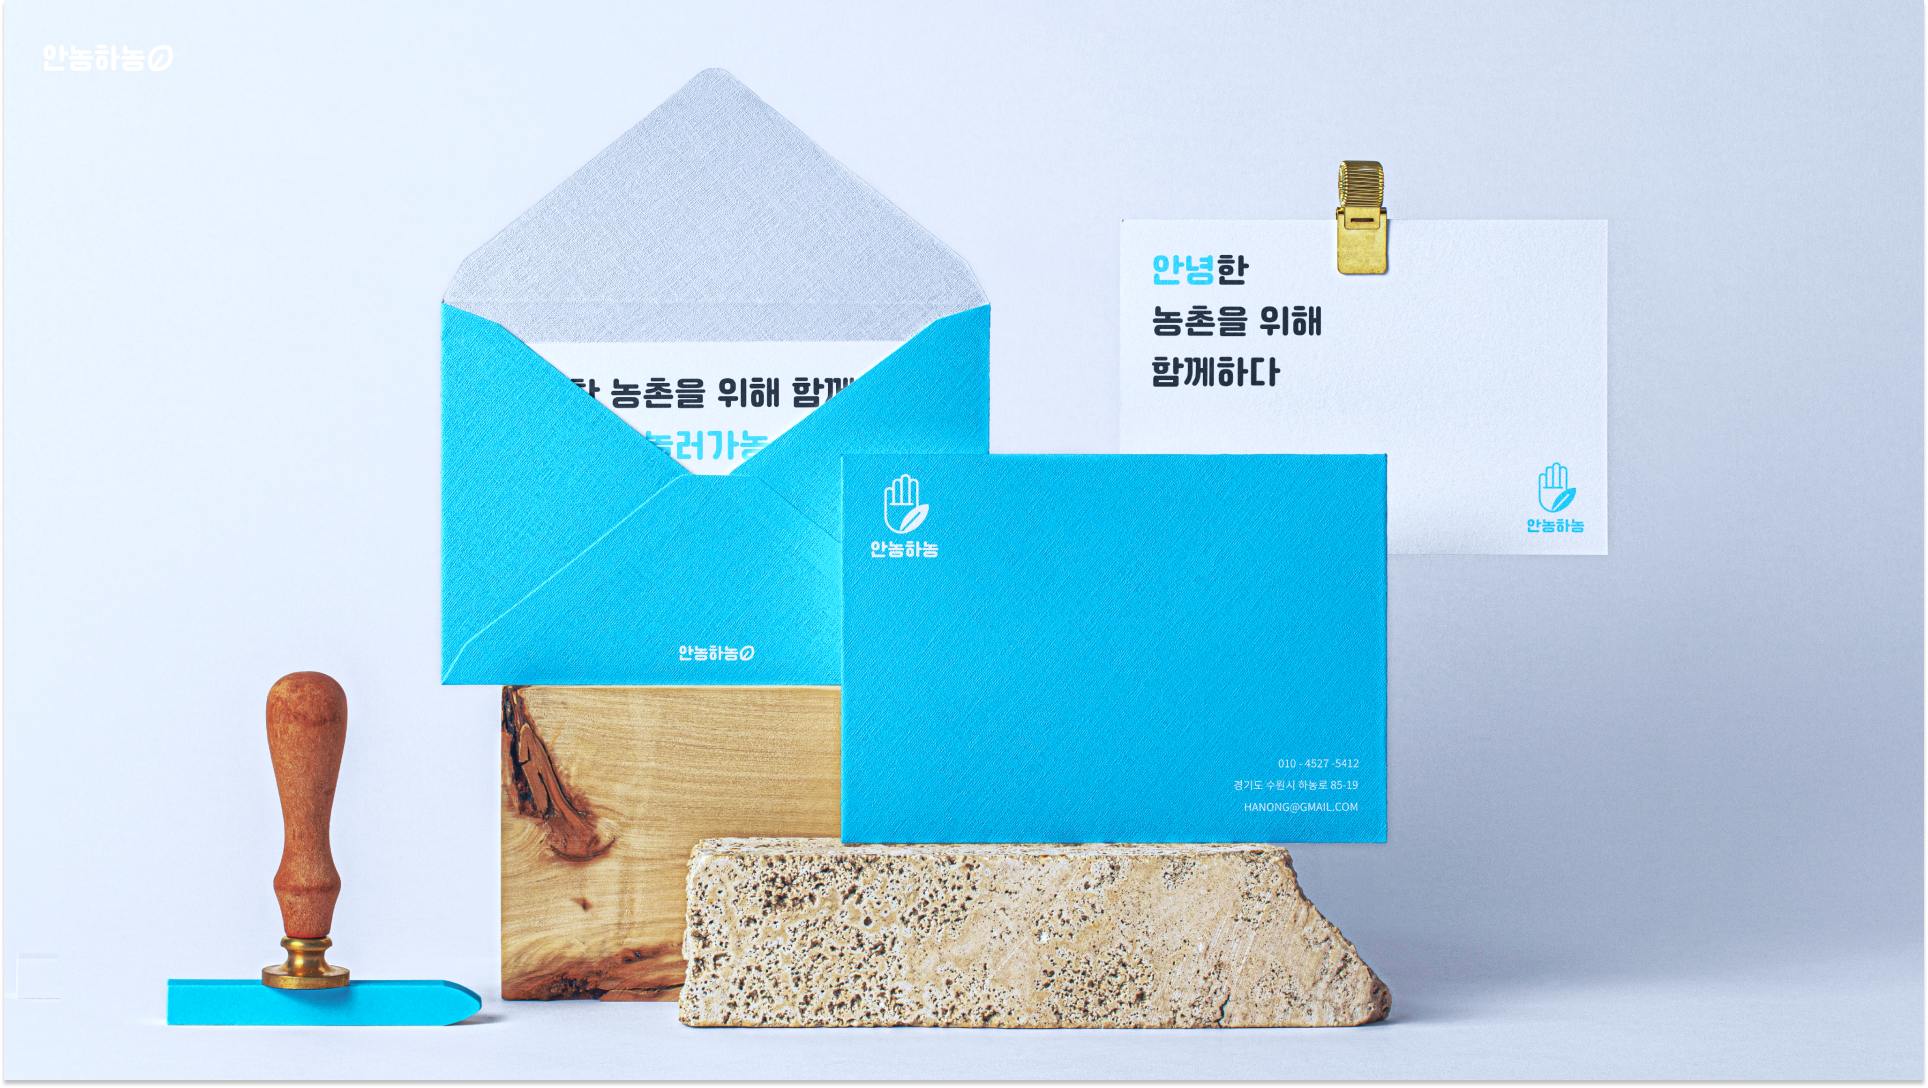 안농하농
안녕한
농촌을 위해
함께하다
안농하농
농촌을 위해 함께
놀러가농
안농하농
안농하농
010 - 4527 -5412
경기도 수원시 하농로 85-19
HANONG@GMAIL.COM